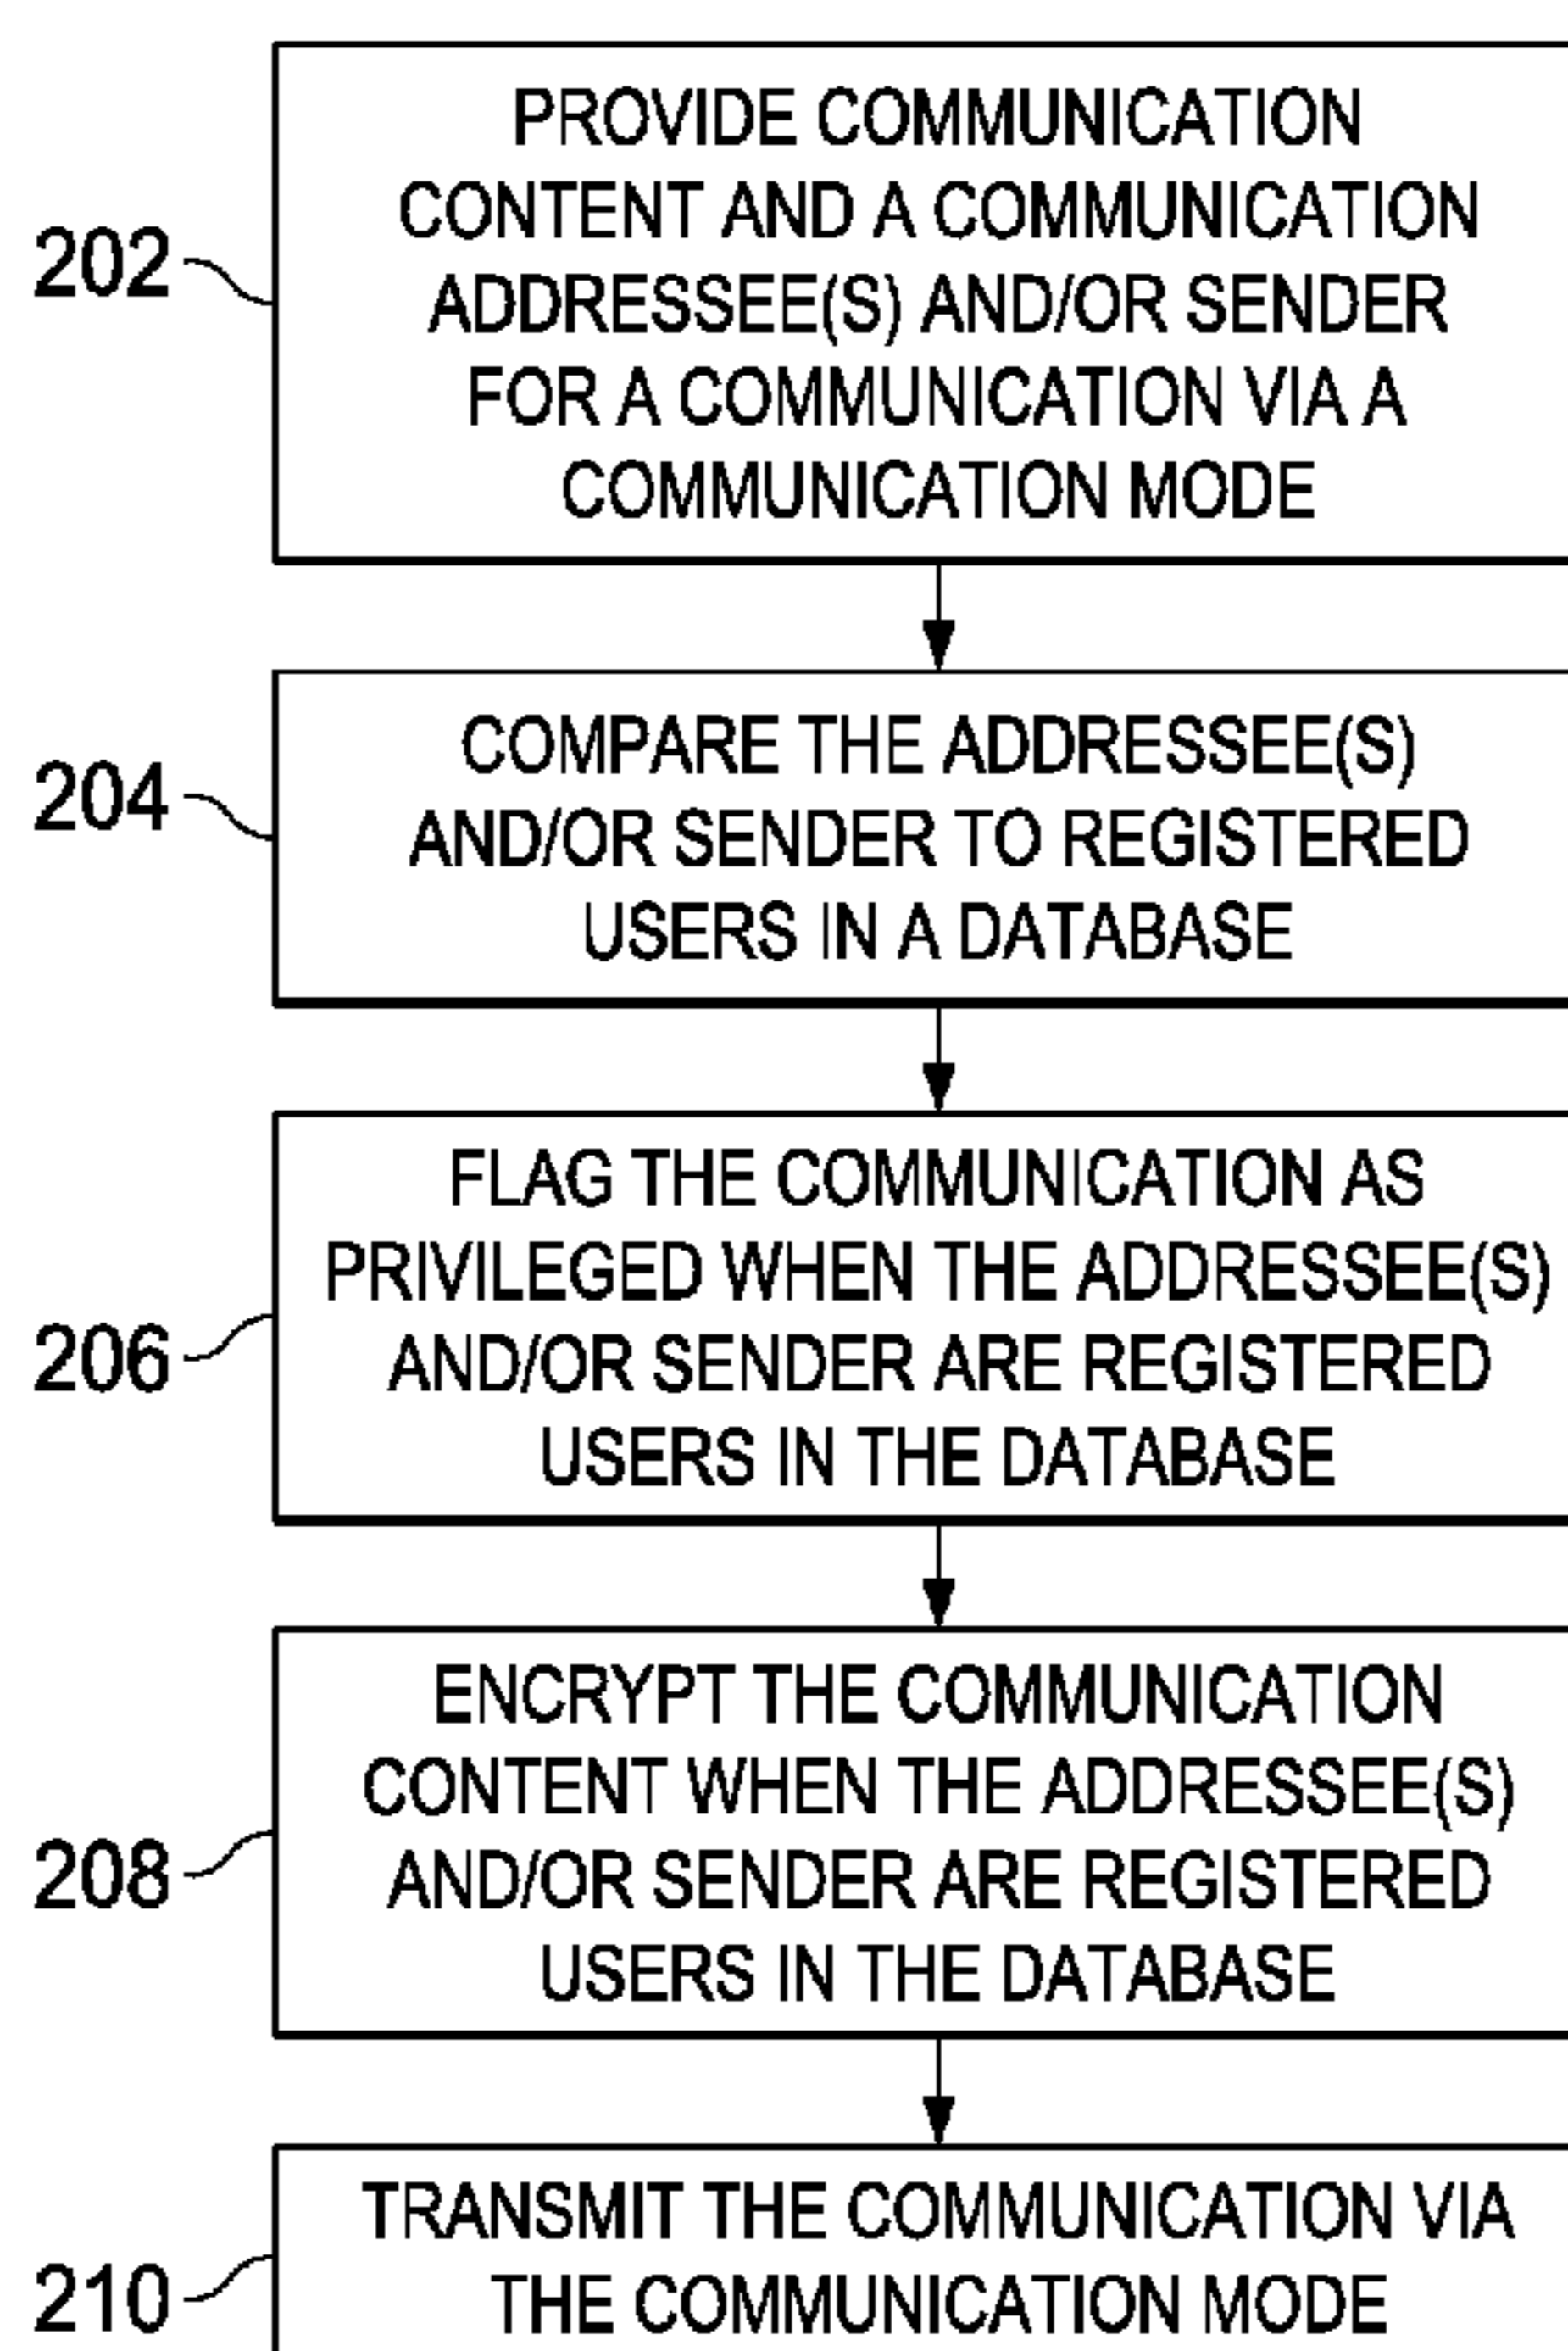 PROVIDE COMMUNICATION
CONTENT AND A COMMUNICATION
202
ADDRESSEE(S) AND/OR SENDER
FOR A COMMUNICATION VIA A
COMMUNICATION MODE
COMPARE THE ADDRESSEE(S)
204
AND/OR SENDER TO REGISTERED
USERS IN A DATABASE
FLAG THE COMMUNICATION AS
PRIVILEGED WHEN THE ADDRESSEE(S)
206
AND/OR SENDER ARE REGISTERED
USERS IN THE DATABASE
ENCRYPT THE COMMUNICATION
CONTENT WHEN THE ADDRESSEE(S)
208
AND/OR SENDER ARE REGISTERED
USERS IN THE DATABASE
TRANSMIT THE COMMUNICATION VIA
210
THE COMMUNICATION MODE